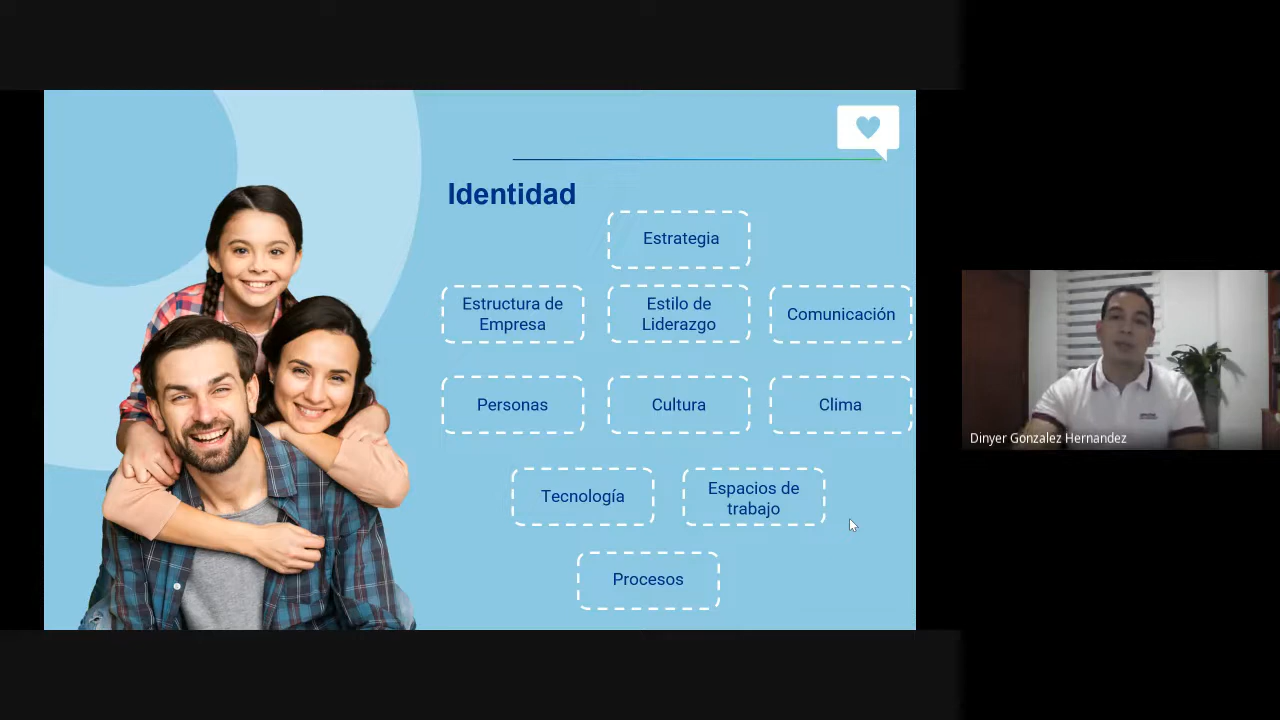 Identidad
Estrategia
Estructura de
Empresa
Estilo de
Liderazgo
Comunicación
Personas
Cultura
Clima
Tecnología
Espacios de
trabajo
Procesos
Dinyer Gonzalez Hernandez